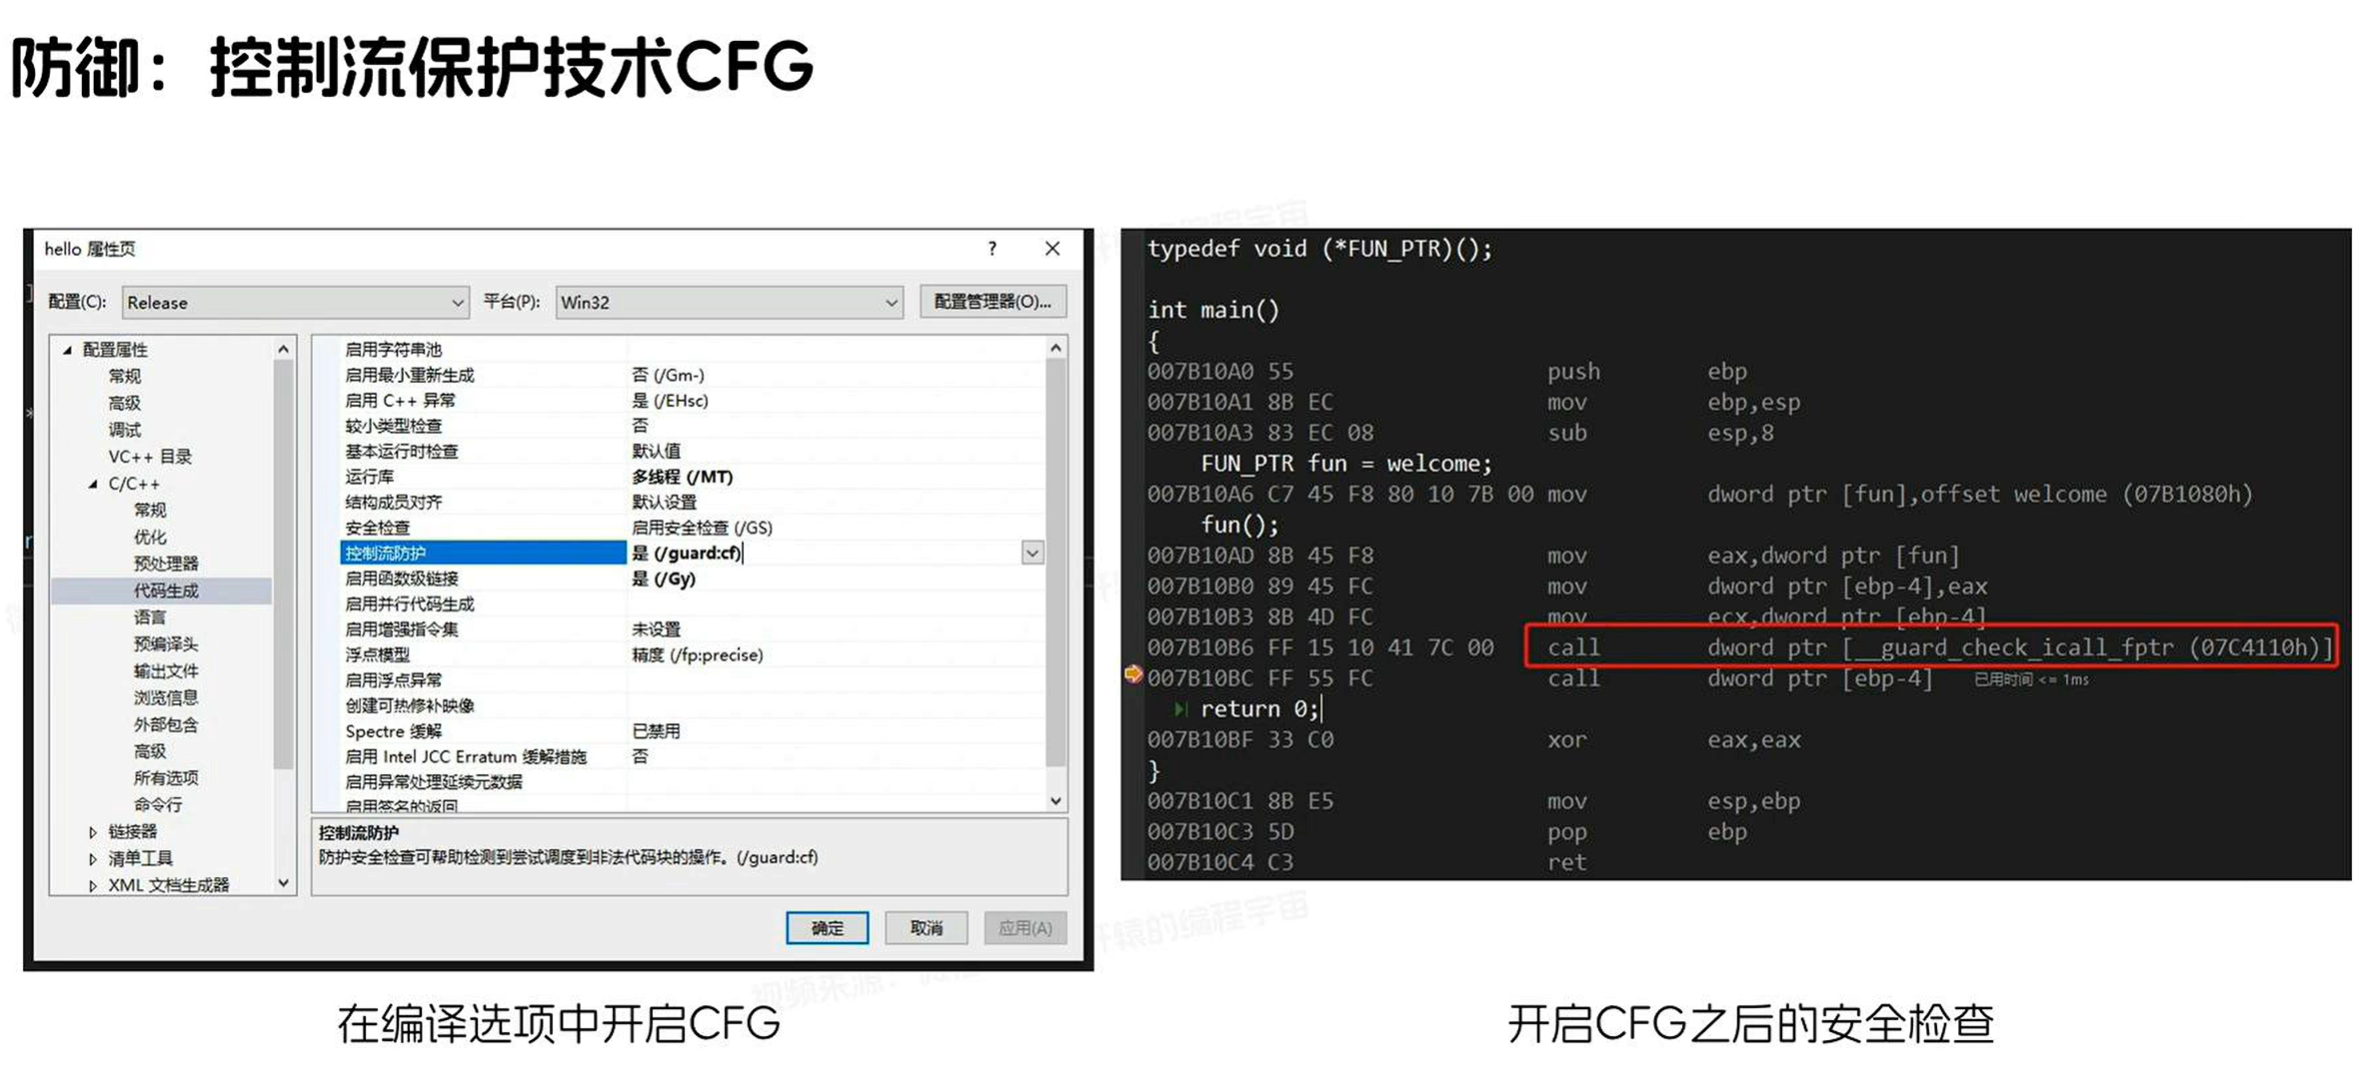 防御：控制流保护技术CFG
hello 属性页
?
配置(C):
Release
平台(P):
Win32
配置管理器(O)...
配置属性
常规
高级
调试
VC++ 目录
C/C++
常规
优化
预处理器
代码生成
语言
预编译头
输出文件
浏览信息
外部包含
高级
所有选项
命令行
链接器
清单工具
XML 文档生成器
启用字符串池
启用最小重新生成 否 (/Gm-)
启用 C++ 异常 是 (/EHsc)
较小类型检查 否
基本运行时检查 默认值
运行库 多线程 (/MT)
结构成员对齐 默认设置
安全检查 启用安全检查 (/GS)
控制流防护 是 (/guard:cf)
启用函数级链接 是 (/Gy)
启用并行代码生成
启用增强指令集 未设置
浮点模型 精度 (/fp:precise)
启用浮点异常
创建可热修补映像
Spectre 缓解 已禁用
启用 Intel JCC Erratum 缓解措施 否
启用异常处理延续元数据
启用签名的返回
控制流防护
防护安全检查可帮助检测到尝试调度到非法代码块的操作。(/guard:cf)
确定
取消
应用(A)
在编译选项中开启CFG
typedef void (*FUN_PTR)();
int main()
{
007B10A0 55 push ebp
007B10A1 8B EC mov ebp,esp
007B10A3 83 EC 08 sub esp,8
FUN_PTR fun = welcome;
007B10A6 C7 45 F8 80 10 7B 00 mov dword ptr [fun],offset welcome (07B1080h)
fun();
007B10AD 8B 45 F8 mov eax,dword ptr [fun]
007B10B0 89 45 FC mov dword ptr [ebp-4],eax
007B10B3 8B 4D FC mov ecx,dword ptr [ebp-4]
007B10B6 FF 15 10 41 7C 00 call dword ptr [__guard_check_icall_fptr (07C4110h)]
007B10BC FF 55 FC call dword ptr [ebp-4] 已用时间 <= 1ms
return 0;
007B10BF 33 C0 xor eax,eax
}
007B10C1 8B E5 mov esp,ebp
007B10C3 5D pop ebp
007B10C4 C3 ret
开启CFG之后的安全检查
轩辕的编程宇宙